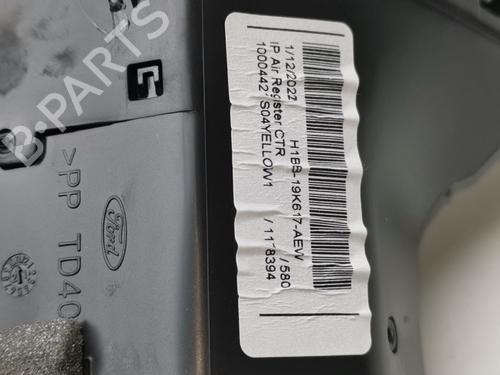 1/12/2022
H1BB-19K617-AEW
/ 580
IP Air Register CTR
1000442 S04YELLOW1
/ 11 8394
>PP TD40
Ford
B-PARTS